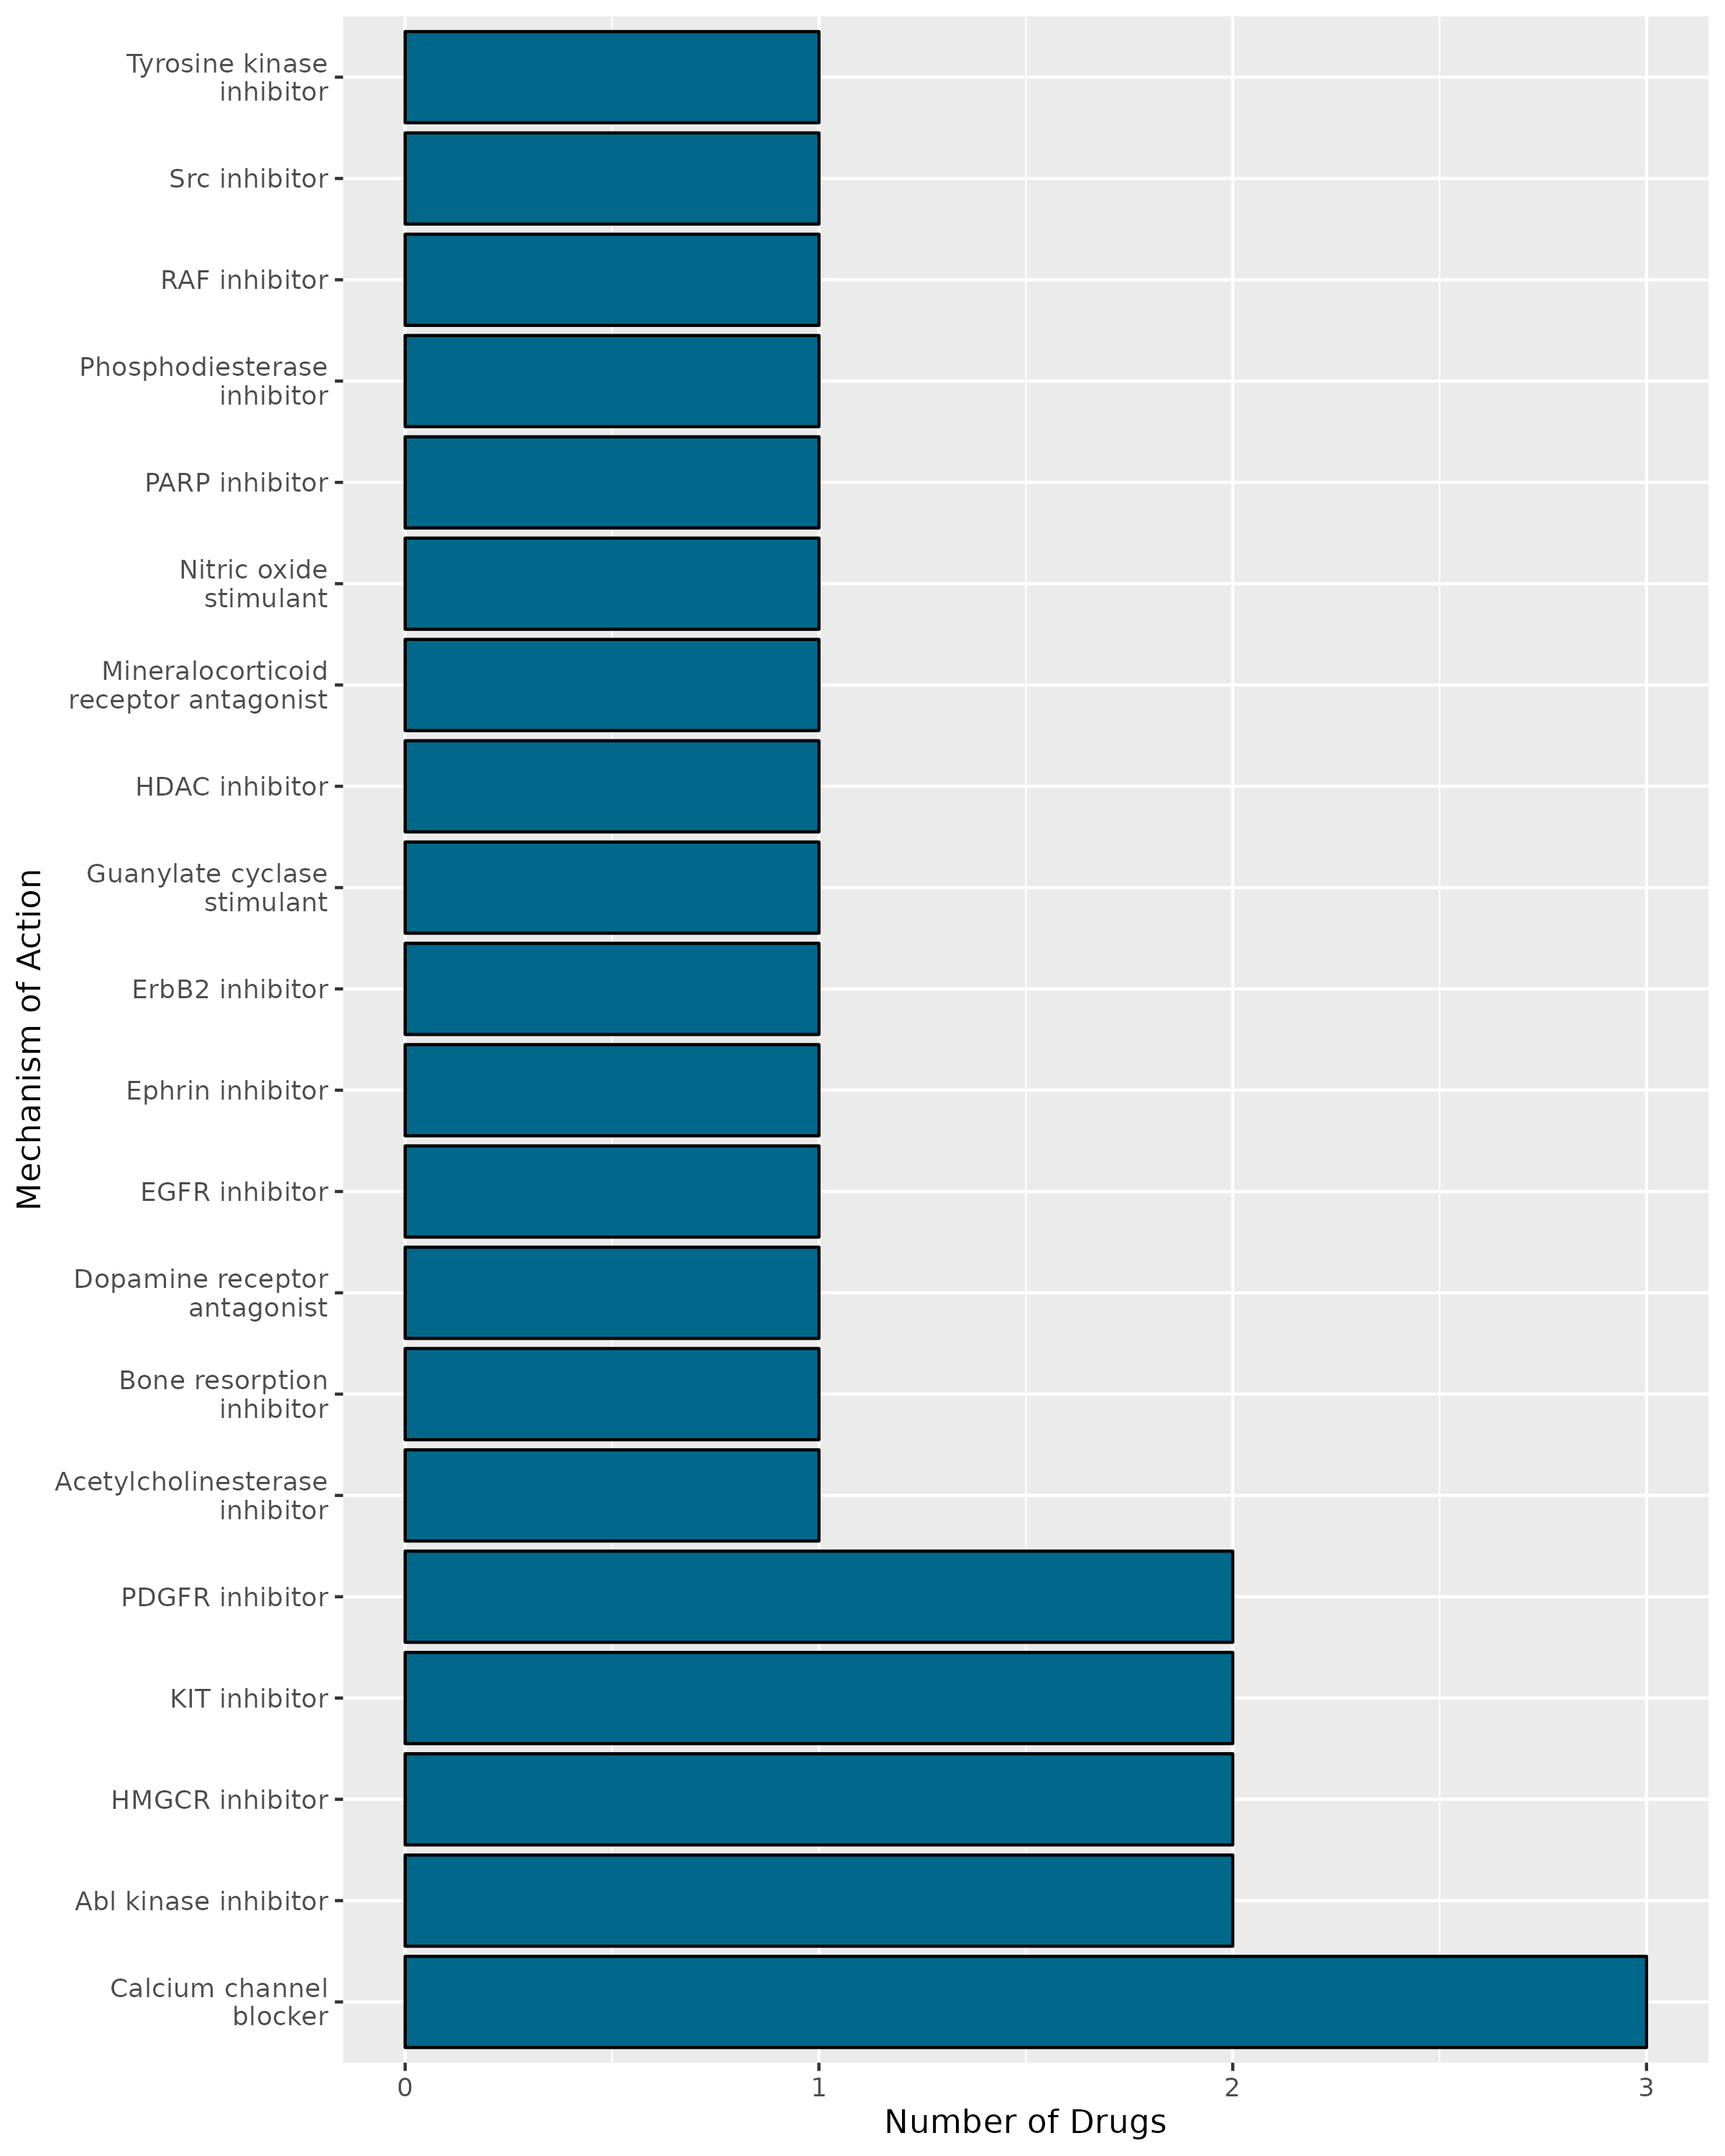 Mechanism of Action
Tyrosine kinase
inhibitor
Src inhibitor
RAF inhibitor
Phosphodiesterase
inhibitor
PARP inhibitor
Nitric oxide
stimulant
Mineralocorticoid
receptor antagonist
HDAC inhibitor
Guanylate cyclase
stimulant
ErbB2 inhibitor
Ephrin inhibitor
EGFR inhibitor
Dopamine receptor
antagonist
Bone resorption
inhibitor
Acetylcholinesterase
inhibitor
PDGFR inhibitor
KIT inhibitor
HMGCR inhibitor
Abl kinase inhibitor
Calcium channel
blocker
0 1 2 3
Number of Drugs